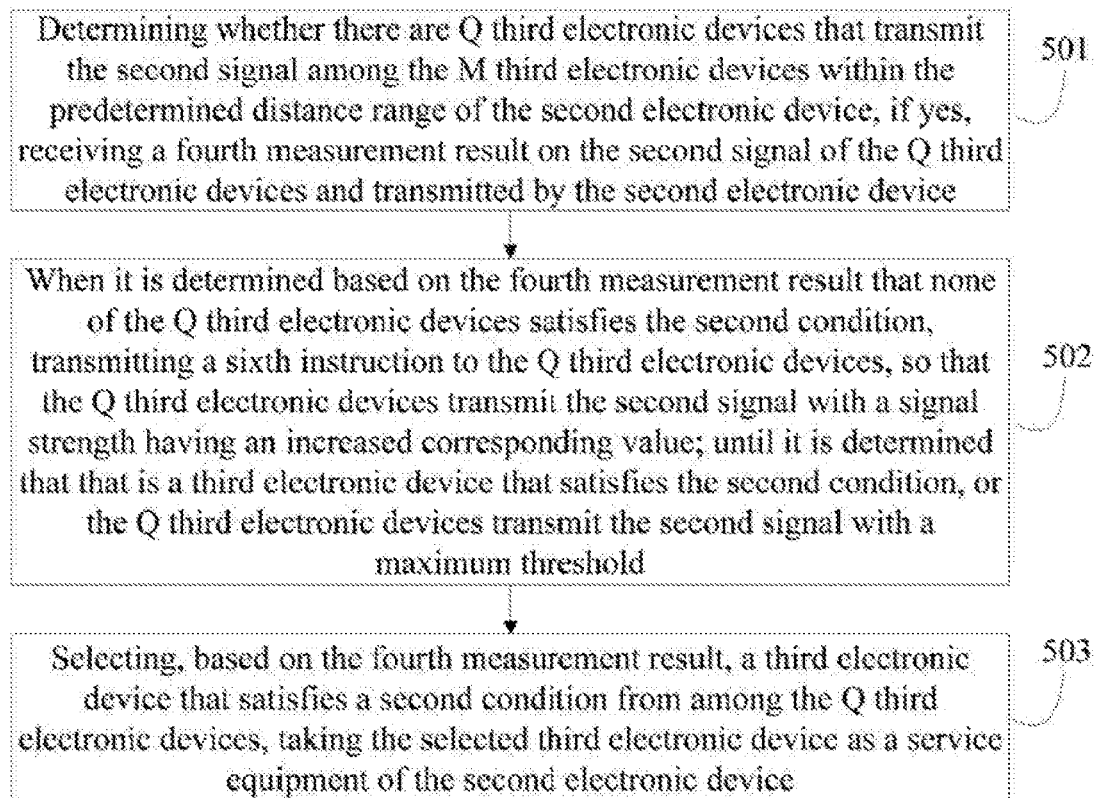 Determining whether there are Q third electronic devices that transmit
the second signal among the M third electronic devices within the
predetermined distance range of the second electronic device, if yes,
receiving a fourth measurement result on the second signal of the Q third
electronic devices and transmitted by the second electronic device
501
When it is determined based on the fourth measurement result that none
of the Q third electronic devices satisfies the second condition,
transmitting a sixth instruction to the Q third electronic devices, so that
the Q third electronic devices transmit the second signal with a signal
strength having an increased corresponding value; until it is determined
that that is a third electronic device that satisfies the second condition, or
the Q third electronic devices transmit the second signal with a
maximum threshold
502
Selecting, based on the fourth measurement result, a third electronic
device that satisfies a second condition from among the Q third
electronic devices, taking the selected third electronic device as a service
equipment of the second electronic device
503